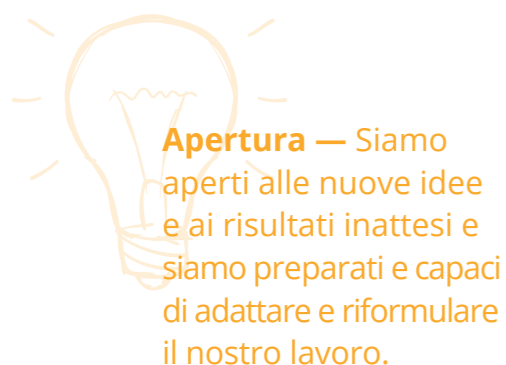 Apertura — Siamo
aperti alle nuove idee
e ai risultati inattesi e
siamo preparati e capaci
di adattare e riformulare
il nostro lavoro.